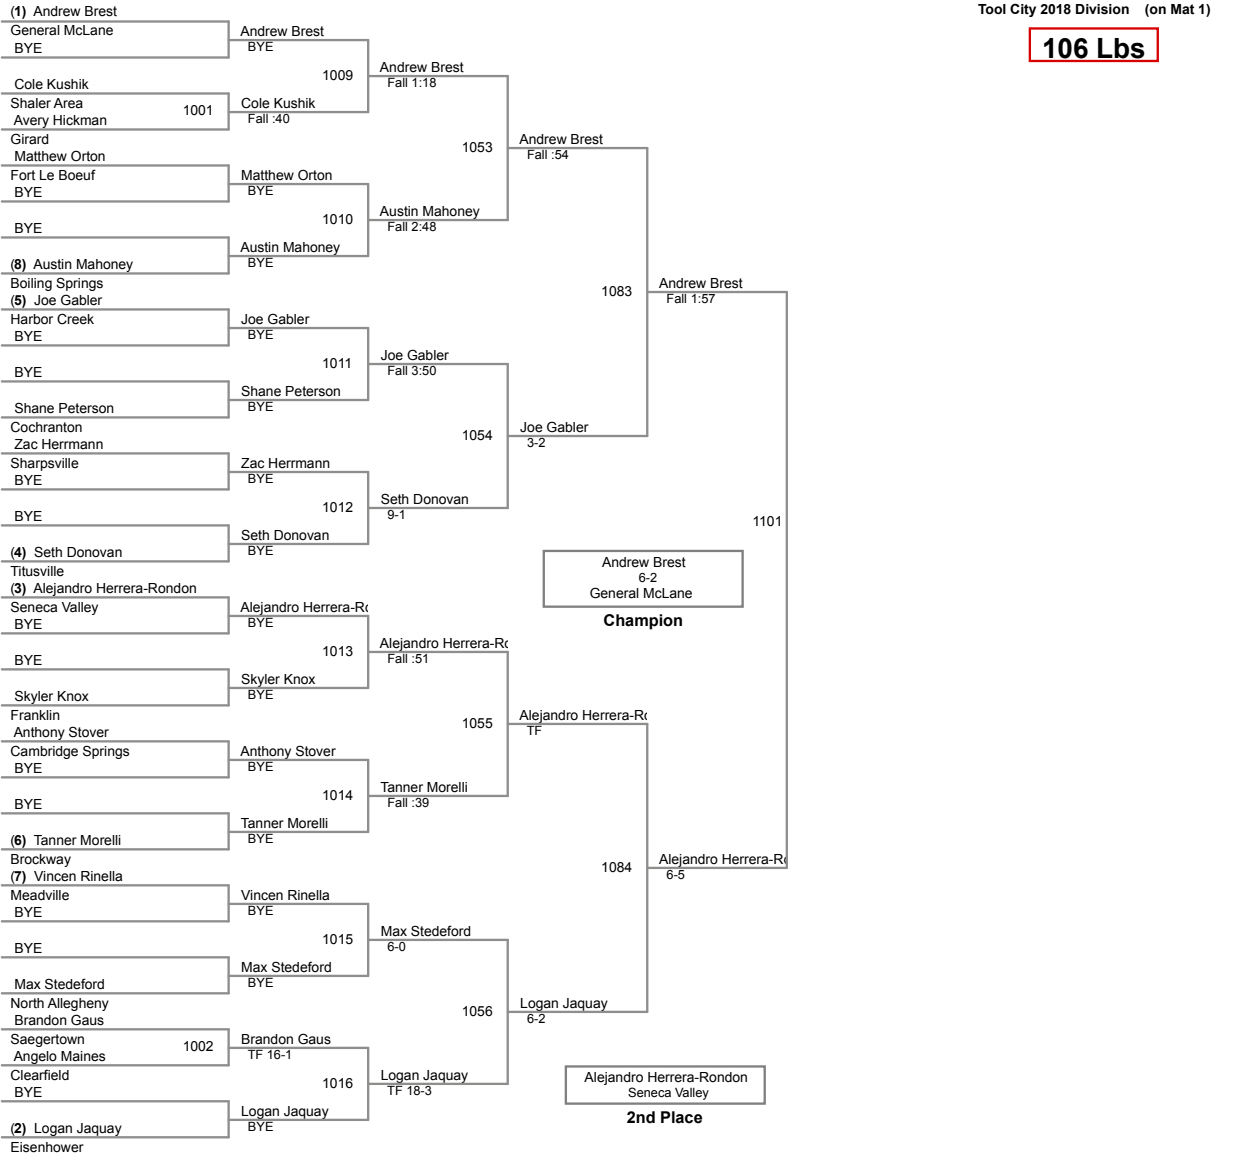 Tool City 2018 Division (on Mat 1)
106 Lbs
(1) Andrew Brest
General McLane
BYE
Cole Kushik
Shaler Area
Avery Hickman
Girard
Matthew Orton
Fort Le Boeuf
BYE
BYE
(8) Austin Mahoney
Boiling Springs
(5) Joe Gabler
Harbor Creek
BYE
BYE
Shane Peterson
Cochranton
Zac Herrmann
Sharpsville
BYE
BYE
(4) Seth Donovan
Titusville
(3) Alejandro Herrera-Rondon
Seneca Valley
BYE
BYE
Skyler Knox
Franklin
Anthony Stover
Cambridge Springs
BYE
BYE
(6) Tanner Morelli
Brockway
(7) Vincen Rinella
Meadville
BYE
BYE
Max Stedeford
North Allegheny
Brandon Gaus
Saegertown
Angelo Maines
Clearfield
BYE
(2) Logan Jaquay
Eisenhower
1001
1002
Andrew Brest
BYE
1009
Cole Kushik
Fall :40
Matthew Orton
BYE
1010
Austin Mahoney
BYE
Joe Gabler
BYE
1011
Shane Peterson
BYE
Zac Herrmann
BYE
1012
Seth Donovan
BYE
Alejandro Herrera-Ro
BYE
1013
Skyler Knox
BYE
Anthony Stover
BYE
1014
Tanner Morelli
BYE
Vincen Rinella
BYE
1015
Max Stedeford
BYE
Brandon Gaus
TF 16-1
1016
Logan Jaquay
BYE
Andrew Brest
Fall 1:18
1053
Austin Mahoney
Fall 2:48
Joe Gabler
Fall 3:50
1054
Seth Donovan
9-1
Alejandro Herrera-Ro
Fall :51
1055
Tanner Morelli
Fall :39
Max Stedeford
6-0
1056
Logan Jaquay
TF 18-3
Andrew Brest
Fall :54
1083
Joe Gabler
3-2
Alejandro Herrera-Ro
TF
1084
Logan Jaquay
6-2
Andrew Brest
Fall 1:57
1101
Alejandro Herrera-Ro
6-5
Andrew Brest
6-2
General McLane
Champion
Alejandro Herrera-Rondon
Seneca Valley
2nd Place